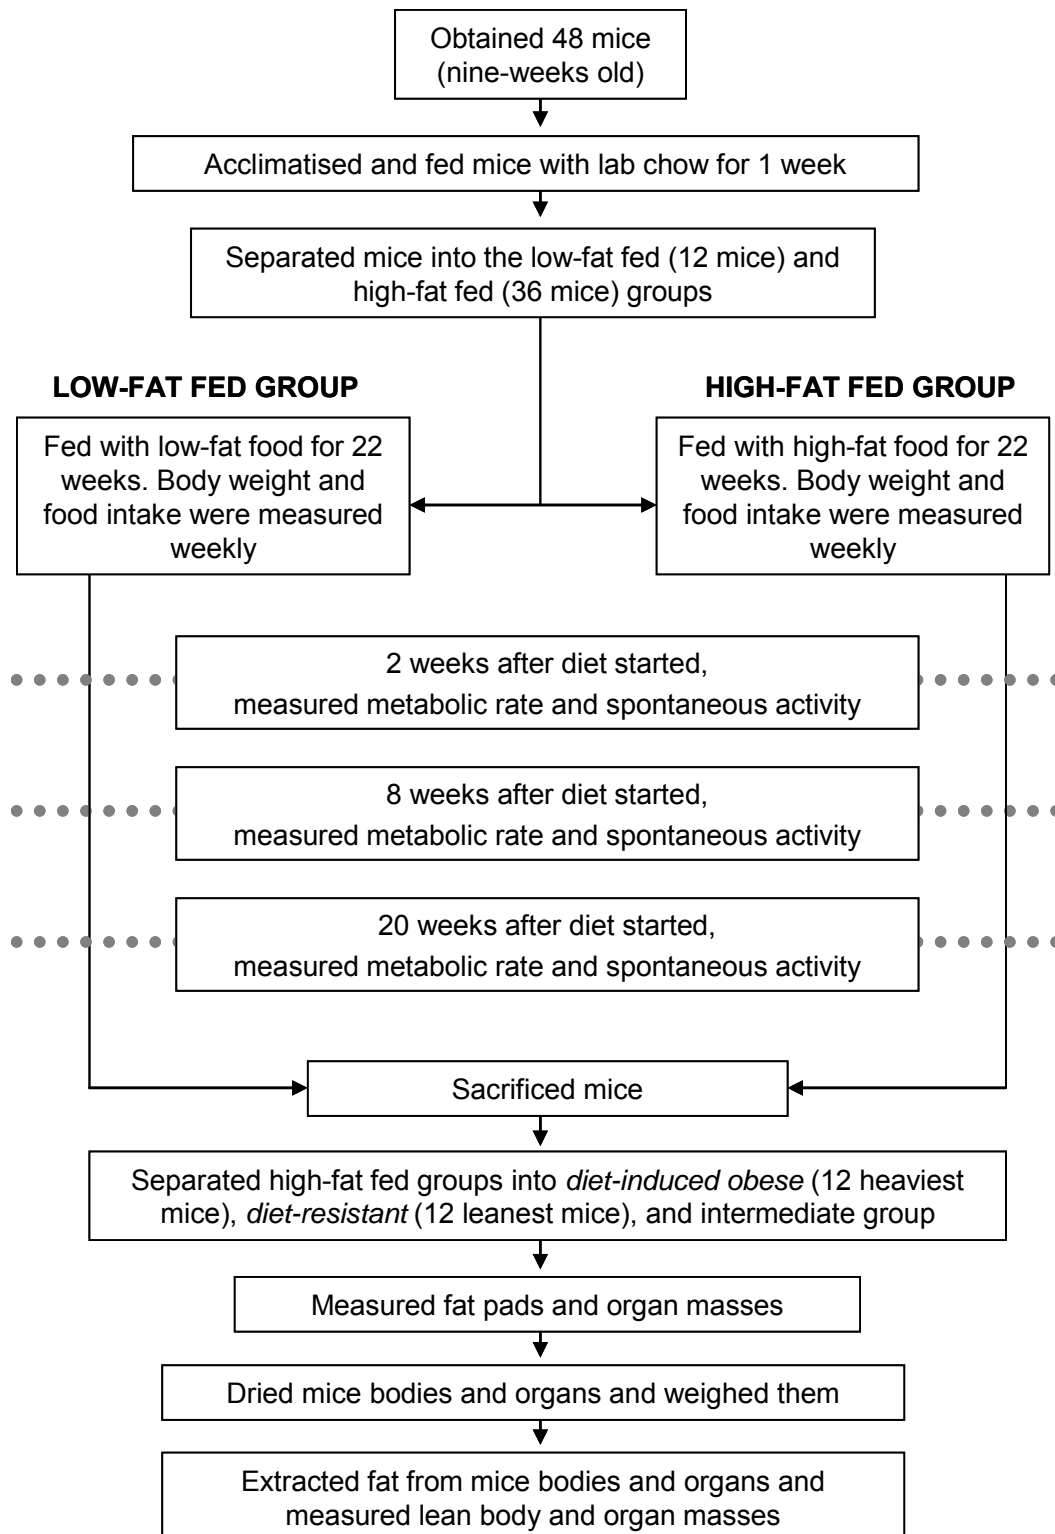 Obtained 48 mice
(nine-weeks old)
Acclimatised and fed mice with lab chow for 1 week
Separated mice into the low-fat fed (12 mice) and
high-fat fed (36 mice) groups
LOW-FAT FED GROUP
HIGH-FAT FED GROUP
Fed with low-fat food for 22
weeks. Body weight and
food intake were measured
weekly
Fed with high-fat food for 22
weeks. Body weight and
food intake were measured
weekly
2 weeks after diet started,
measured metabolic rate and spontaneous activity
8 weeks after diet started,
measured metabolic rate and spontaneous activity
20 weeks after diet started,
measured metabolic rate and spontaneous activity
Sacrificed mice
Separated high-fat fed groups into diet-induced obese (12 heaviest
mice), diet-resistant (12 leanest mice), and intermediate group
Measured fat pads and organ masses
Dried mice bodies and organs and weighed them
Extracted fat from mice bodies and organs and
measured lean body and organ masses